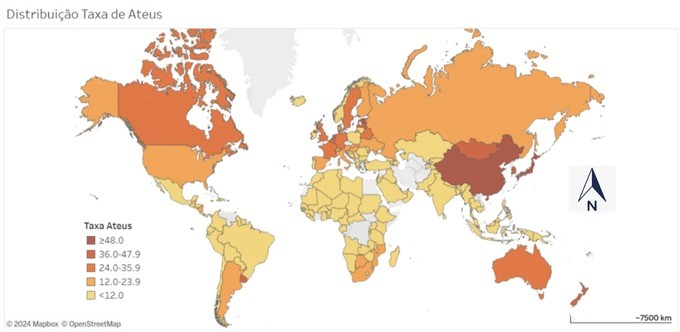 Distribuição Taxa de Ateus
N
Taxa Ateus
≥48.0
36.0-47.9
24.0-35.9
12.0-23.9
<12.0
© 2024 Mapbox © OpenStreetMap
~7500 km